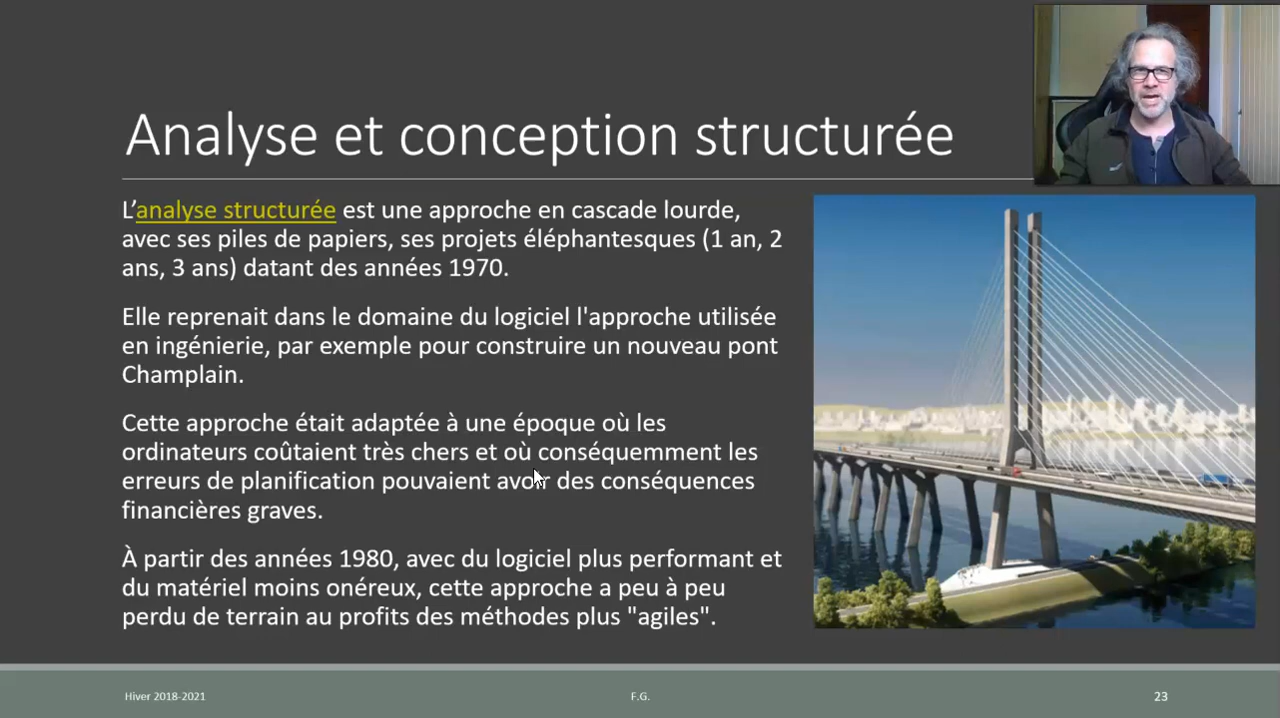 Analyse et conception structurée
L’analyse structurée est une approche en cascade lourde,
avec ses piles de papiers, ses projets éléphantesques (1 an, 2
ans, 3 ans) datant des années 1970.
Elle reprenait dans le domaine du logiciel l'approche utilisée
en ingénierie, par exemple pour construire un nouveau pont
Champlain.
Cette approche était adaptée à une époque où les
ordinateurs coûtaient très chers et où conséquemment les
erreurs de planification pouvaient avoir des conséquences
financières graves.
À partir des années 1980, avec du logiciel plus performant et
du matériel moins onéreux, cette approche a peu à peu
perdu de terrain au profits des méthodes plus "agiles".
Hiver 2018-2021
F.G.
23